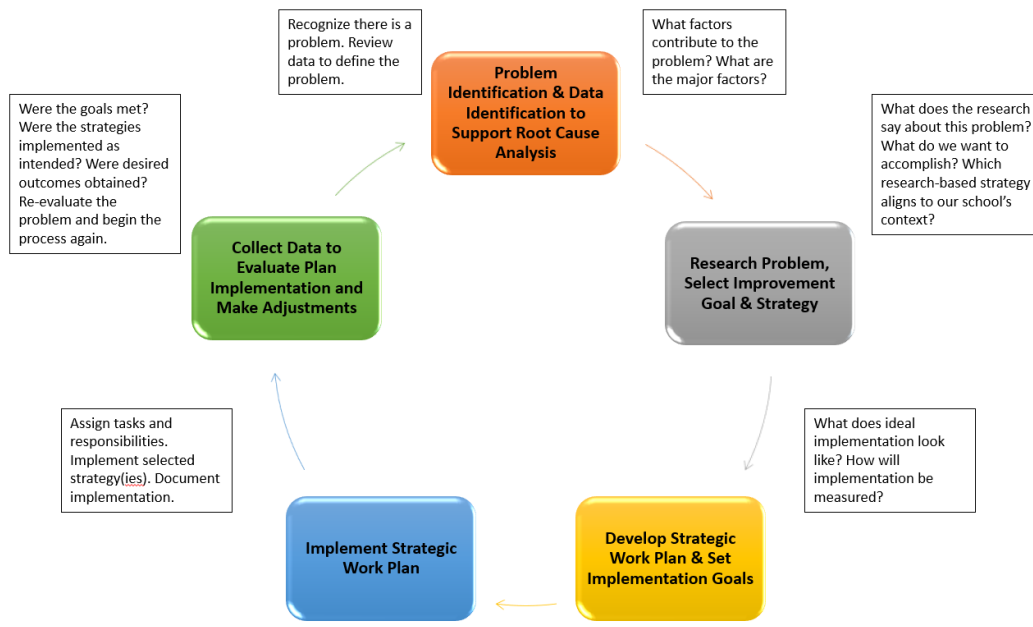 Recognize there is a
problem. Review
data to define the
problem.
Problem
Identification & Data
Identification to
Support Root Cause
Analysis
What factors
contribute to the
problem? What are
the major factors?
What does the research
say about this problem?
What do we want to
accomplish? Which
research-based strategy
aligns to our school's
context?
Research Problem,
Select Improvement
Goal & Strategy
What does ideal
implementation look
like? How will
implementation be
measured?
Develop Strategic
Work Plan & Set
Implementation Goals
Implement Strategic
Work Plan
Assign tasks and
responsibilities.
Implement selected
strategy(ies). Document
implementation.
Collect Data to
Evaluate Plan
Implementation and
Make Adjustments
Were the goals met?
Were the strategies
implemented as
intended? Were desired
outcomes obtained?
Re-evaluate the
problem and begin the
process again.